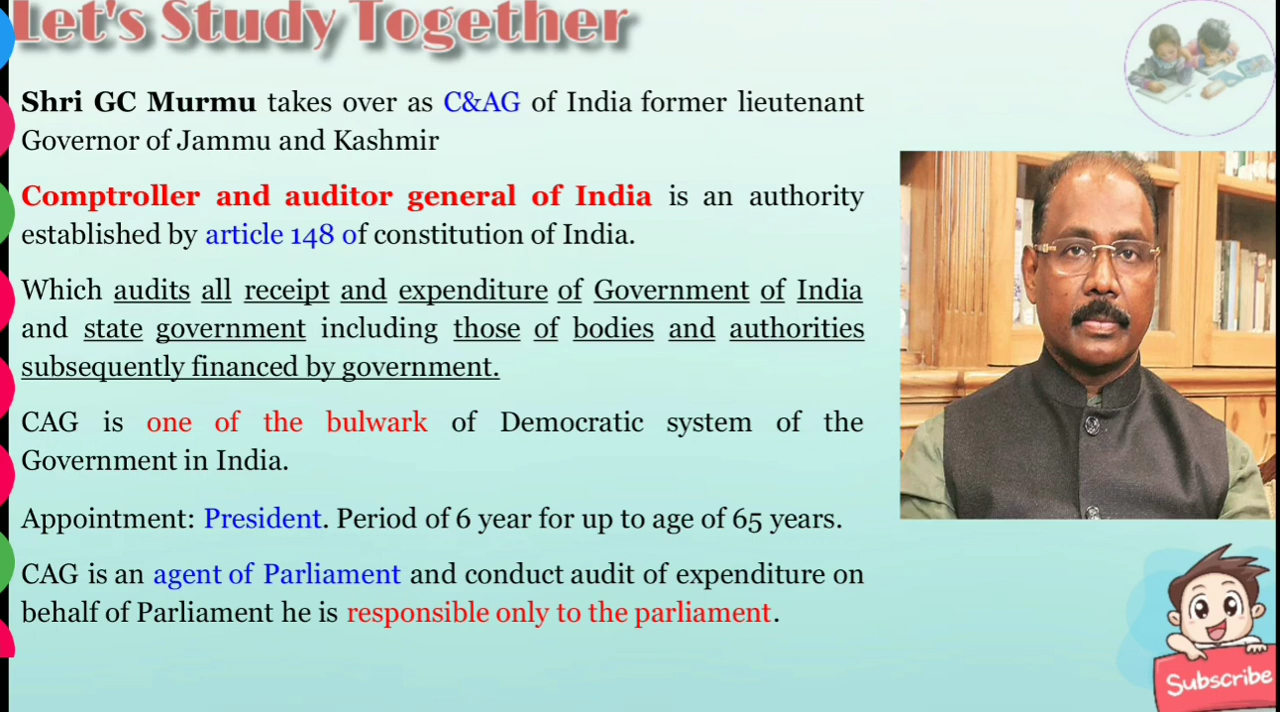 Let's Study Together
Shri GC Murmu takes over as C&AG of India former lieutenant
Governor of Jammu and Kashmir
Comptroller and auditor general of India is an authority
established by article 148 of constitution of India.
Which audits all receipt and expenditure of Government of India
and state government including those of bodies and authorities
subsequently financed by government.
CAG is one of the bulwark of Democratic system of the
Government in India.
Appointment: President. Period of 6 year for up to age of 65 years.
CAG is an agent of Parliament and conduct audit of expenditure on
behalf of Parliament he is responsible only to the parliament.
Subscribe